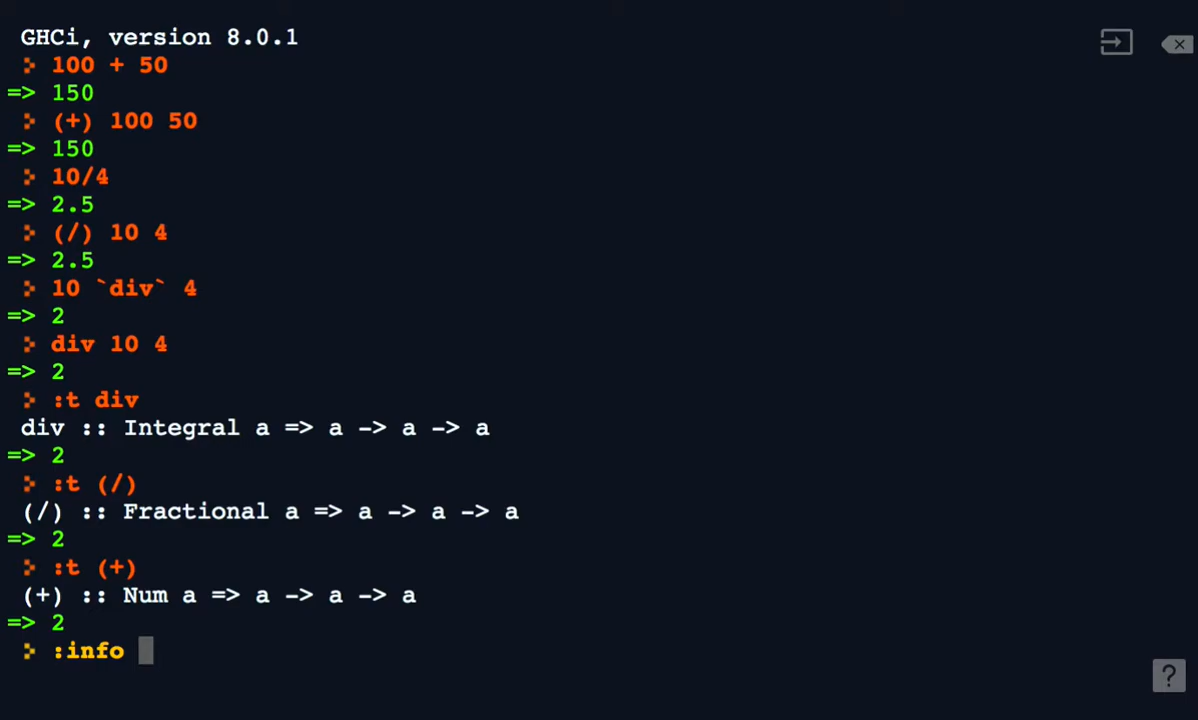 GHCi, version 8.0.1
100 + 50
=> 150
(+) 100 50
=> 150
10/4
=> 2.5
(/) 10 4
=> 2.5
10 `div` 4
=> 2
div 10 4
=> 2
:t div
div :: Integral a => a -> a -> a
=> 2
:t (/)
(/) :: Fractional a => a -> a -> a
=> 2
:t (+)
(+) :: Num a => a -> a -> a
=> 2
:info
?